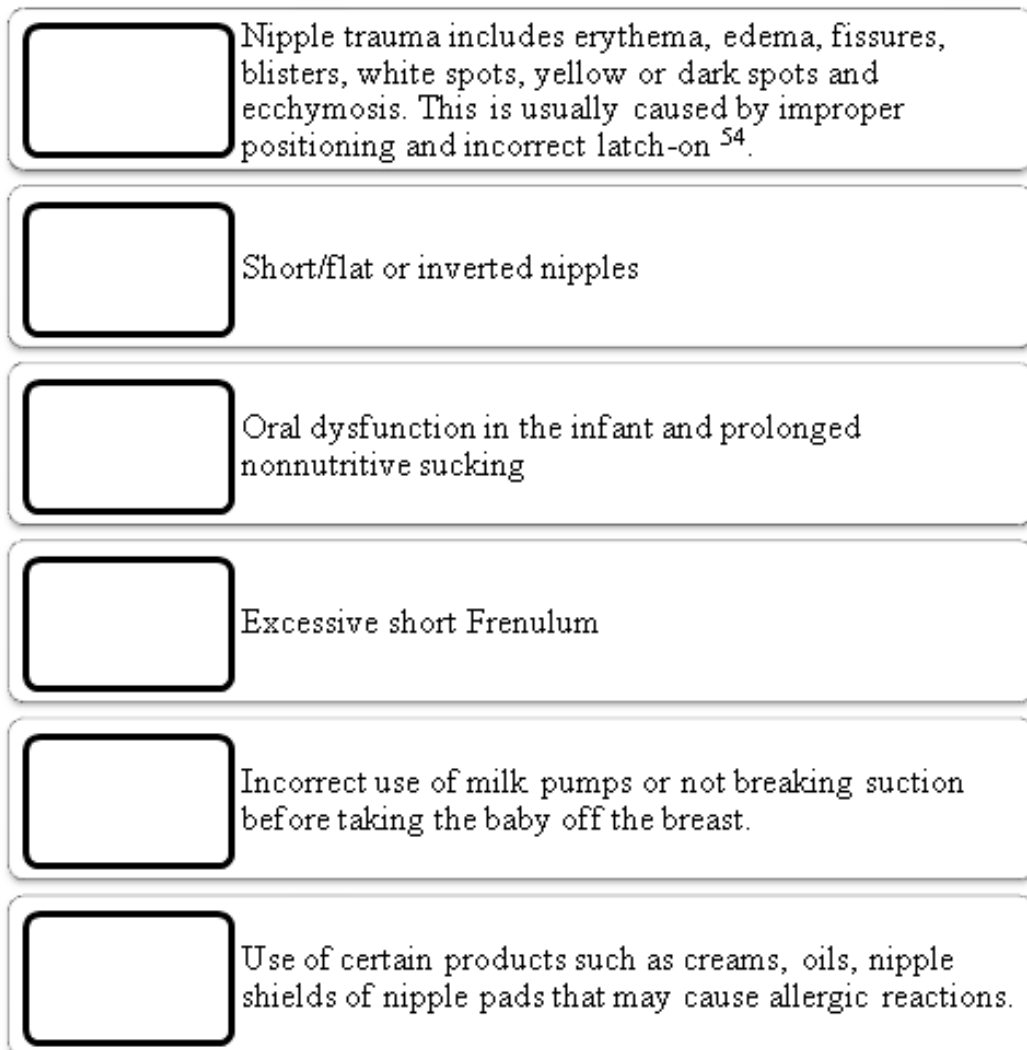 Nipple trauma includes erythema, edema, fissures,
blisters, white spots, yellow or dark spots and
ecchymosis. This is usually caused by improper
positioning and incorrect latch-on 54.
Short/flat or inverted nipples
Oral dysfunction in the infant and prolonged
nonnutritive sucking
Excessive short Frenulum
Incorrect use of milk pumps or not breaking suction
before taking the baby off the breast.
Use of certain products such as creams, oils, nipple
shields of nipple pads that may cause allergic reactions.